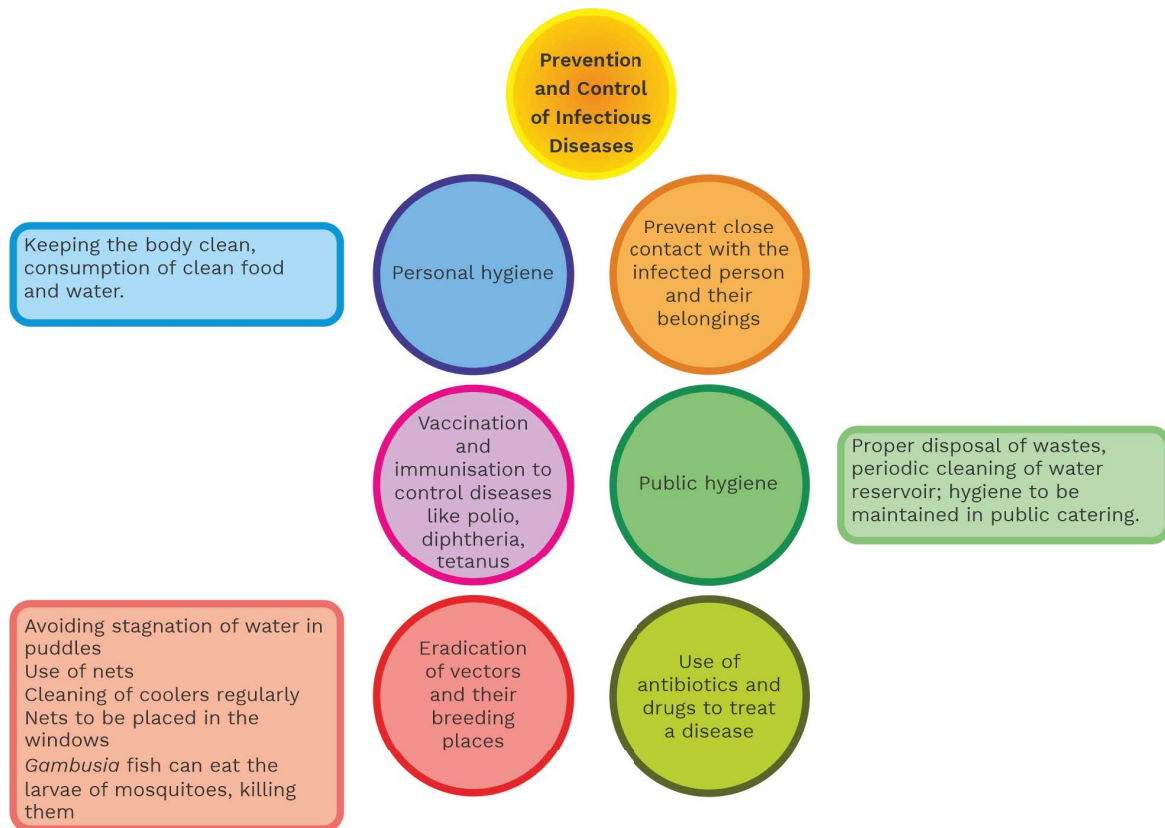 Prevention
and Control
of Infectious
Diseases
Keeping the body clean,
consumption of clean food
and water.
Personal hygiene
Prevent close
contact with the
infected person
and their
belongings
Vaccination
and
immunisation to
control diseases
like polio,
diphtheria,
tetanus
Public hygiene
Proper disposal of wastes,
periodic cleaning of water
reservoir; hygiene to be
maintained in public catering.
Avoiding stagnation of water in
puddles
Use of nets
Cleaning of coolers regularly
Nets to be placed in the
windows
Gambusia fish can eat the
larvae of mosquitoes, killing
them
Eradication
of vectors
and their
breeding
places
Use of
antibiotics and
drugs to treat
a disease